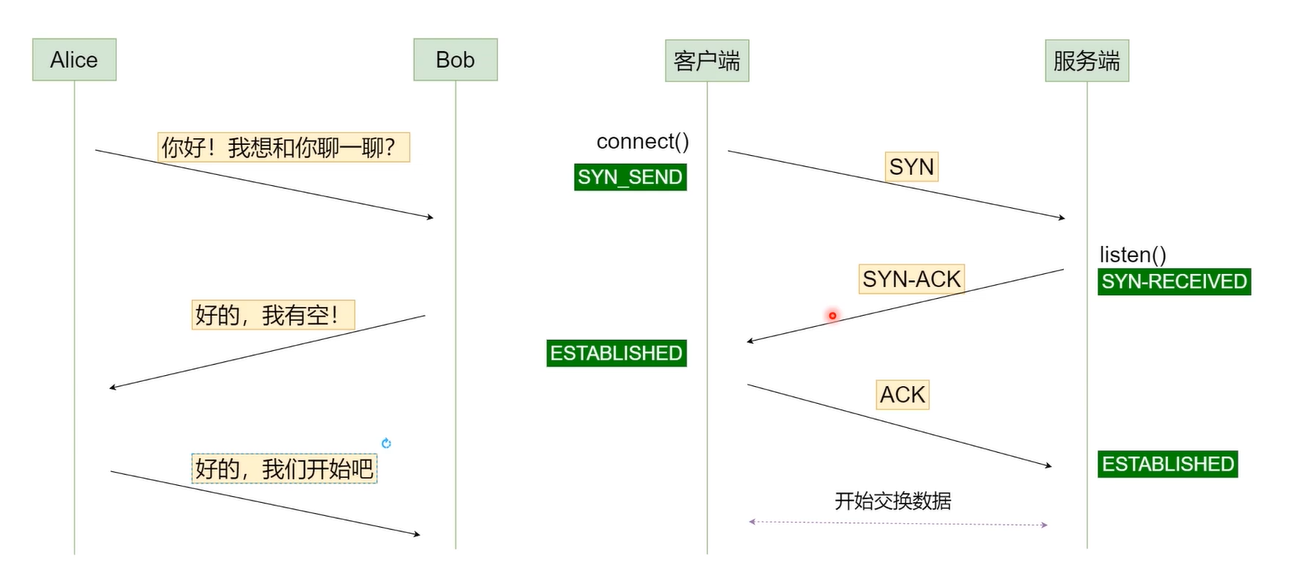 Alice
Bob
客户端
服务端
你好！我想和你聊一聊？
connect()
SYN_SEND
SYN
listen()
SYN-RECEIVED
SYN-ACK
好的，我有空！
ESTABLISHED
ACK
好的，我们开始吧
ESTABLISHED
开始交换数据